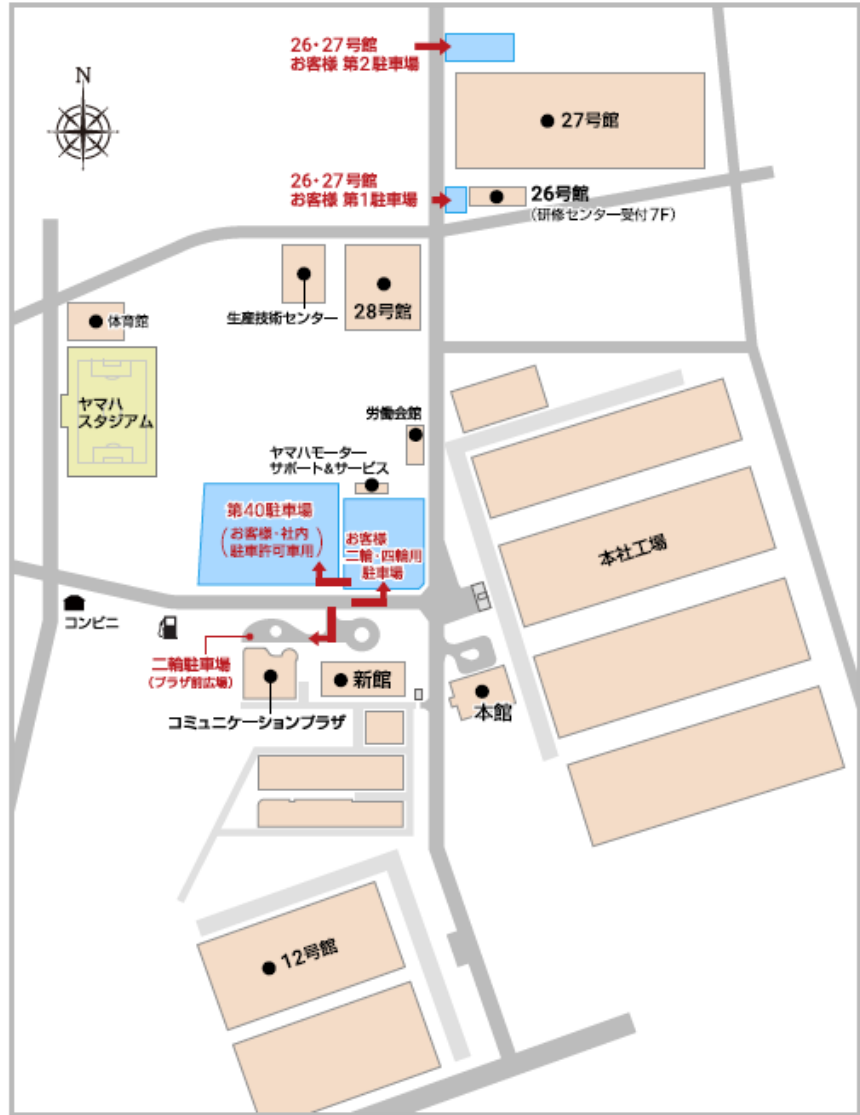 26・27号館
お客様 第2駐車場
N
27号館
26・27号館
お客様 第1駐車場
26号館
(研修センター受付7F)
生産技術センター
28号館
体育館
ヤマハ
スタジアム
労働会館
ヤマハモーター
サポート&サービス
第40駐車場
(お客様・社内
駐車許可車用)
お客様
二輪・四輪用
駐車場
本社工場
コンビニ
二輪駐車場
(プラザ前広場)
新館
本館
コミュニケーションプラザ
12号館